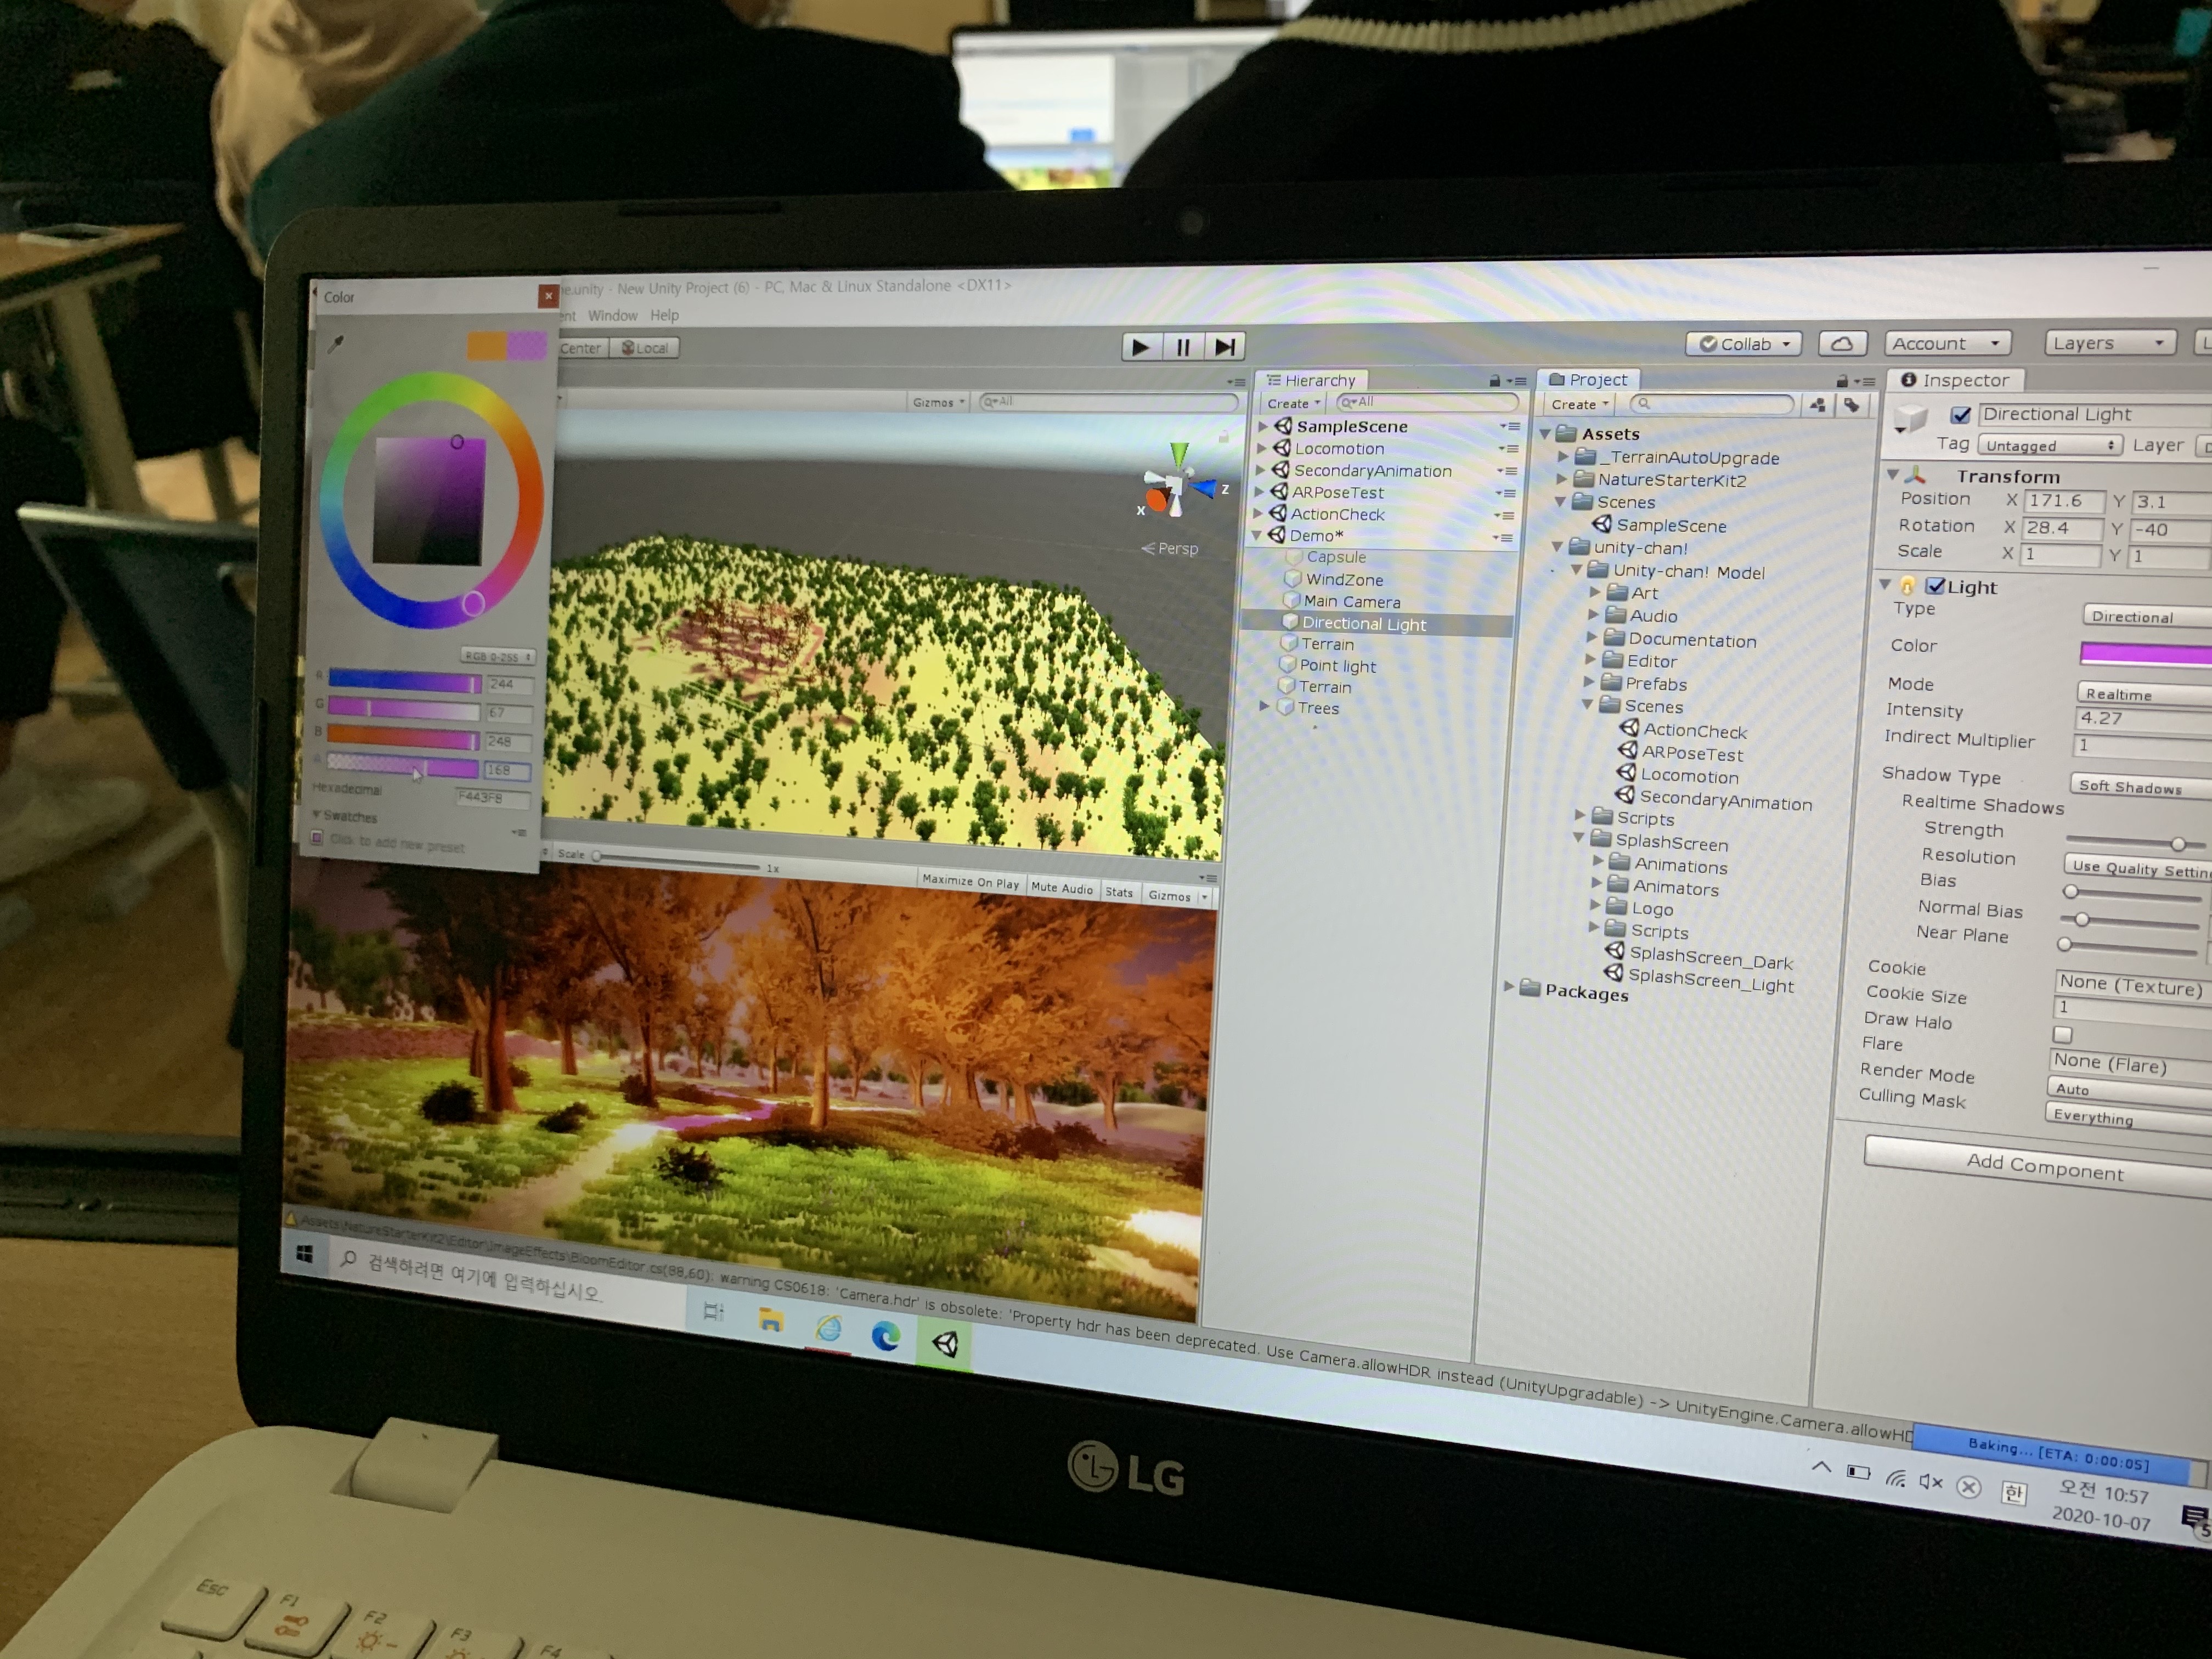 Color
e.unity - New Unity Project (6) - PC, Mac & Linux Standalone <DX11>
ent Window Help
Center Local
Collab
Account
Layers
Gizmos
All
Persp
x
z
RGB 0-255
R 244
G 67
B 248
A 168
Hexadecimal F443F8
Swatches
Click to add new preset
Scale 1x
Maximize On Play Mute Audio Stats Gizmos
Hierarchy
Create All
SampleScene
Locomotion
SecondaryAnimation
ARPoseTest
ActionCheck
Demo*
Capsule
WindZone
Main Camera
Directional Light
Terrain
Point light
Terrain
Trees
Project
Create
Assets
_TerrainAutoUpgrade
NatureStarterKit2
Scenes
SampleScene
unity-chan!
Unity-chan! Model
Art
Audio
Documentation
Editor
Prefabs
Scenes
ActionCheck
ARPoseTest
Locomotion
SecondaryAnimation
Scripts
SplashScreen
Animations
Animators
Logo
Scripts
SplashScreen_Dark
SplashScreen_Light
Packages
Inspector
Directional Light
Tag Untagged Layer
Transform
Position X 171.6 Y 3.1
Rotation X 28.4 Y -40
Scale X 1 Y 1
Light
Type Directional
Color
Mode Realtime
Intensity 4.27
Indirect Multiplier 1
Shadow Type Soft Shadows
Realtime Shadows
Strength
Resolution Use Quality Settin
Bias
Normal Bias
Near Plane
Cookie None (Texture)
Cookie Size 1
Draw Halo
Flare None (Flare)
Render Mode Auto
Culling Mask Everything
Add Component
Assets\NatureStarterKit2\Editor\ImageEffects\BloomEditor.cs(88,60): warning CS0618: 'Camera.hdr' is obsolete: 'Property hdr has been deprecated. Use Camera.allowHDR instead (UnityUpgradable) -> UnityEngine.Camera.allowHD
Baking... [ETA: 0:00:05]
검색하려면 여기에 입력하십시오.
한
오전 10:57
2020-10-07
5
LG
Esc F1 F2 F3 F4